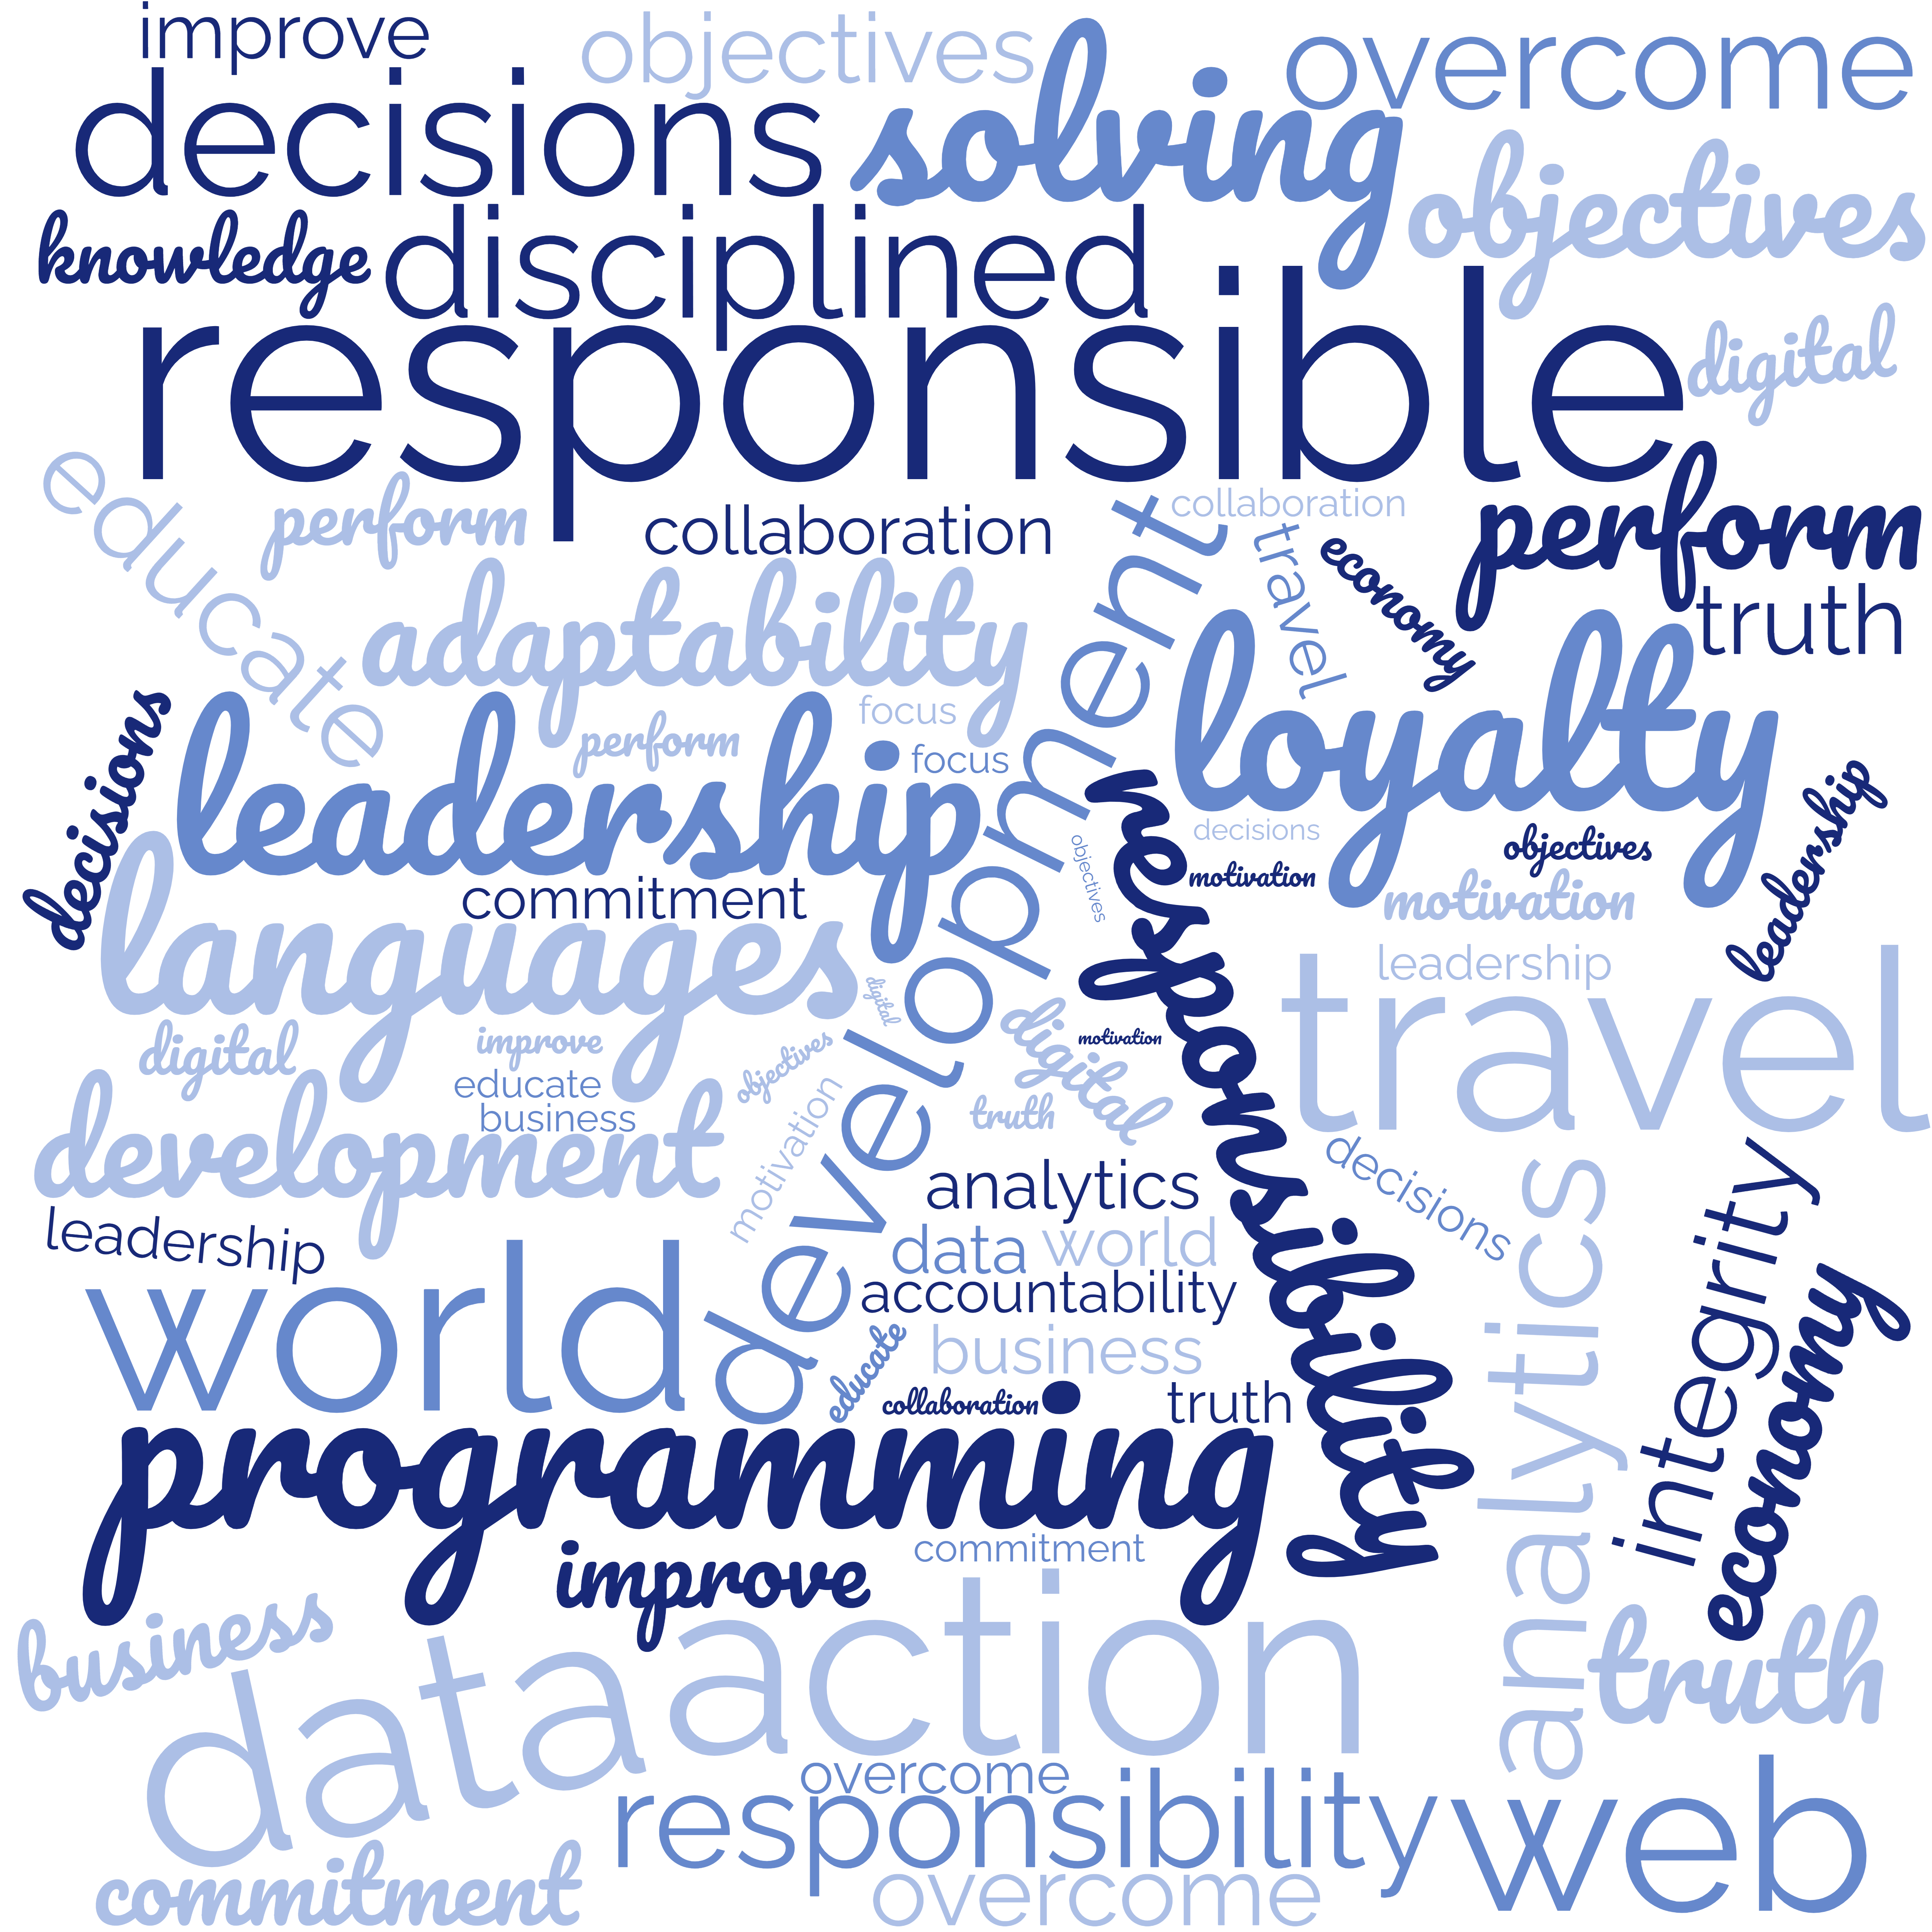 improve
objectives
overcome
decisions
solving
objectives
knowledge
disciplined
responsible
digital
educate
perform
collaboration
collaboration
perform
travel
economy
truth
adaptability
development
loyalty
focus
perform
focus
decisions
leadership
responsibility
decisions
objectives
motivation
objectives
motivation
leadership
commitment
languages
leadership
travel
digital
digital
motivation
digital
improve
objectives
educate
truth
business
motivation
development
decisions
analytics
analytics
integrity
leadership
data
world
world
accountability
economy
business
educate
collaboration
truth
programming
commitment
improve
business
data
action
truth
overcome
responsibility
web
commitment
overcome